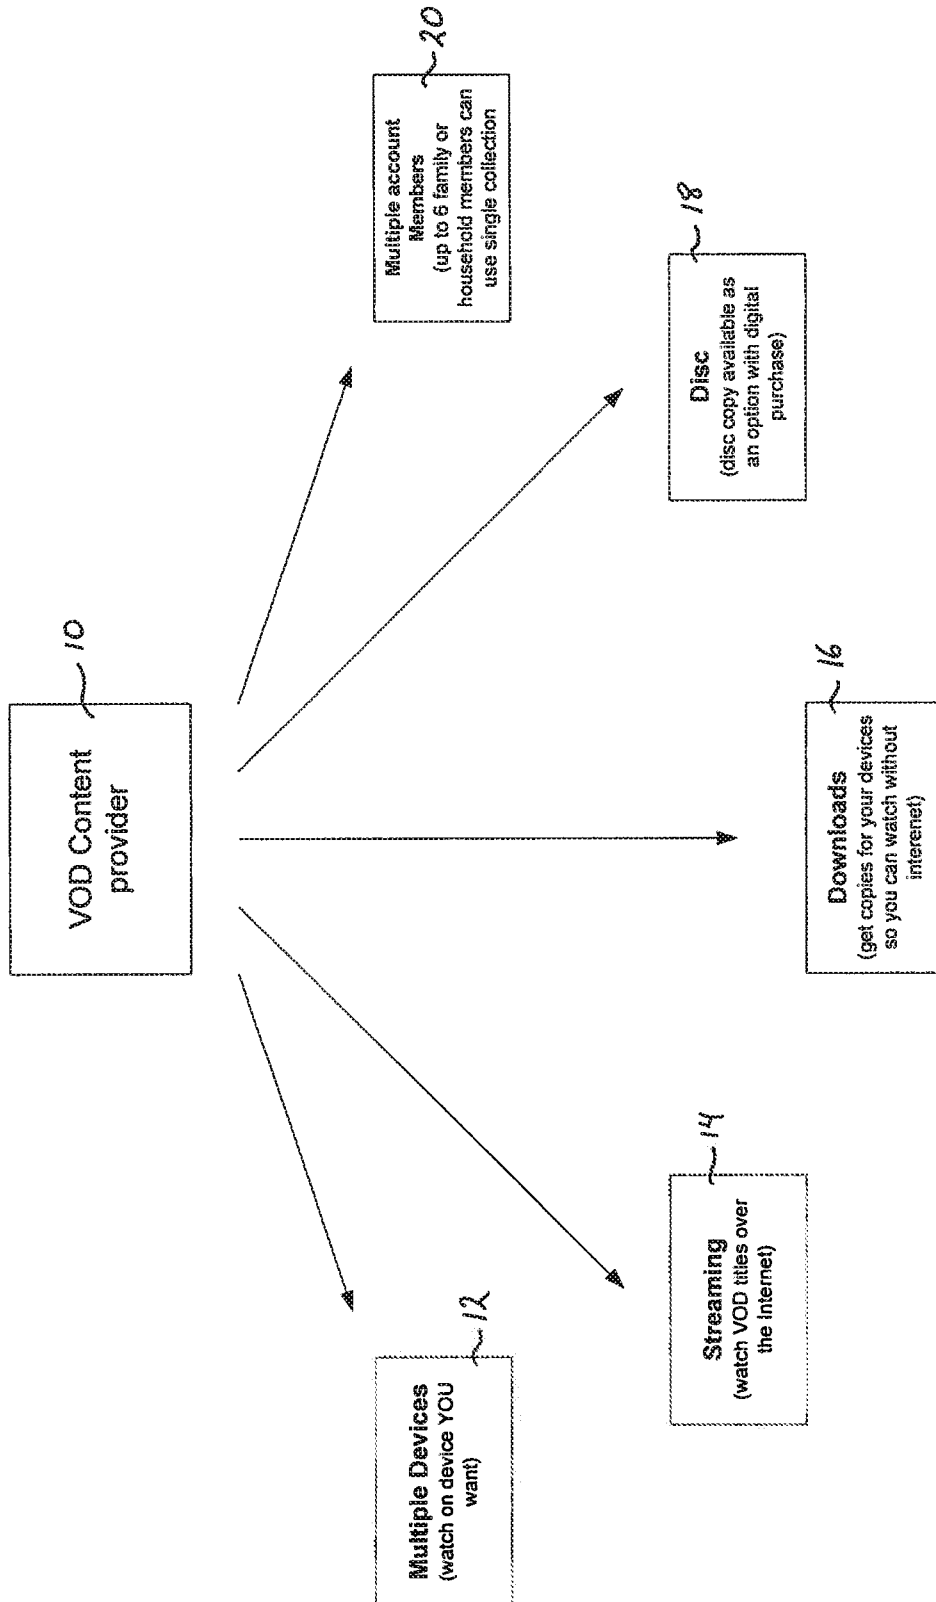 VOD Content
provider
10
Multiple Devices
(watch on device YOU
want)
12
Streaming
(watch VOD titles over
the Internet)
14
Downloads
(get copies for your devices
so you can watch without
interenet)
16
Disc
(disc copy available as
an option with digital
purchase)
18
Multiple account
Members
(up to 6 family or
household members can
use single collection
20